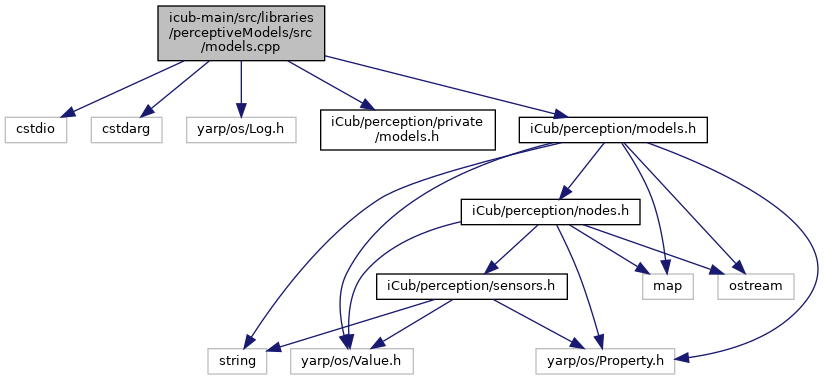 icub-main/src/libraries
/perceptiveModels/src
/models.cpp
cstdio
cstdarg
yarp/os/Log.h
iCub/perception/private
/models.h
iCub/perception/models.h
iCub/perception/nodes.h
iCub/perception/sensors.h
map
ostream
string
yarp/os/Value.h
yarp/os/Property.h